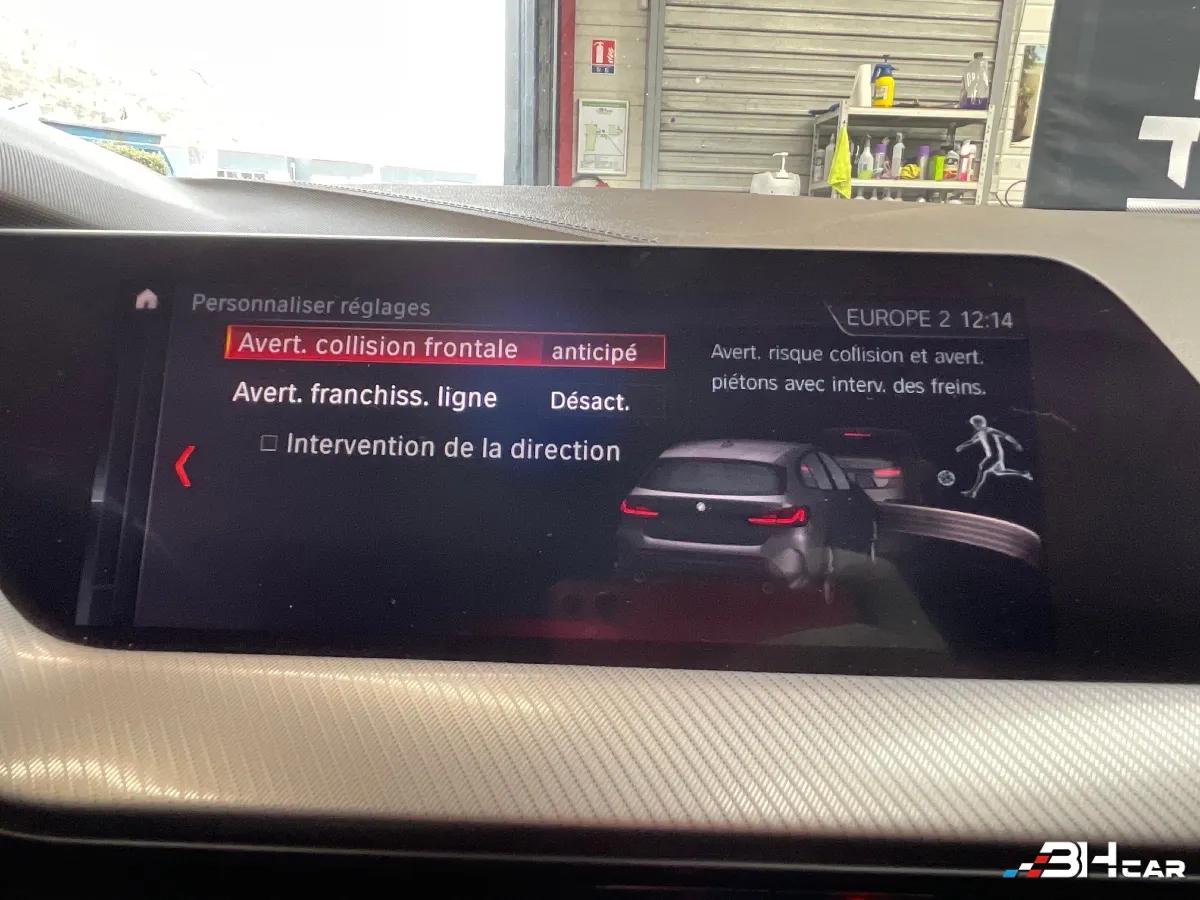 Personnaliser réglages
EUROPE 2 12:14
Avert. collision frontale anticipé
Avert. franchiss. ligne Désact.
Intervention de la direction
Avert. risque collision et avert.
piétons avec interv. des freins.
T
BHCAR